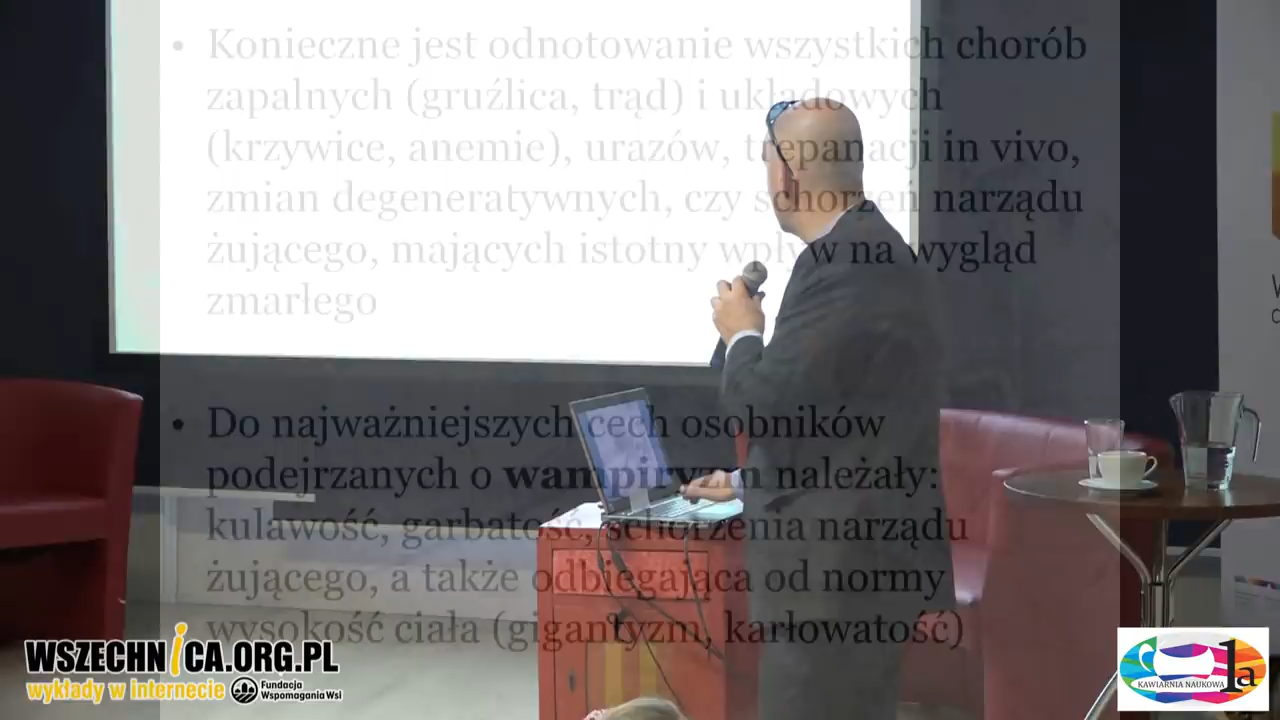 • Konieczne jest odnotowanie wszystkich chorób
zapalnych (gruźlica, trąd) i układowych
(krzywice, anemie), urazów, trepanacji in vivo,
zmian degeneratywnych, czy schorzeń narządu
żującego, mających istotny wpływ na wygląd
zmarłego
• Do najważniejszych cech osobników
podejrzanych o wampiryzm należały:
kulawość, garbatość, schorzenia narządu
żującego, a także odbiegająca od normy
wysokość ciała (gigantyzm, karłowatość)
WSZECHNICA.ORG.PL
wykłady w internecie
Fundacja
Wspomagania Wsi
KAWIARNIA NAUKOWA
1a